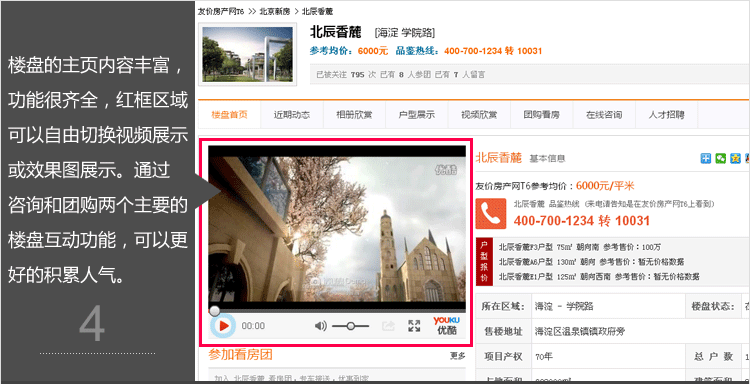 楼盘的主页内容丰富，
功能很齐全，红框区域
可以自由切换视频展示
或效果图展示。通过
咨询和团购两个主要的
楼盘互动功能，可以更
好的积累人气。
4
友价房产网T6 >> 北京新房 > 北辰香麓
北辰香麓 [海淀 学院路]
参考均价：6000元 品鉴热线：400-700-1234 转 10031
已被关注 795 次 已有 8 人参团 已有 7 人留言
楼盘首页 近期动态 相册欣赏 户型展示 视频欣赏 团购看房 在线咨询 人才招聘
优酷
00:00
YOUKU
优酷
参加看房团 更多
加入 北辰香麓 看房团，专车接送，优惠到家
北辰香麓 基本信息
友价房产网T6参考均价：6000元/平米
北辰香麓 品鉴热线（来电请告知是在友价房产网T6上看到）
400-700-1234 转 10031
户型报价
北辰香麓F3户型 75m² 朝向南 参考售价：100万
北辰香麓A6户型 130m² 朝向 参考售价：暂无价格数据
北辰香麓E1户型 125m² 朝向西南 参考售价：暂无价格数据
所在区域： 海淀 - 学院路 楼盘状态：
售楼地址 海淀区温泉镇镇政府旁
项目产权 70年 总 户 数 1
占地面积 建筑面积